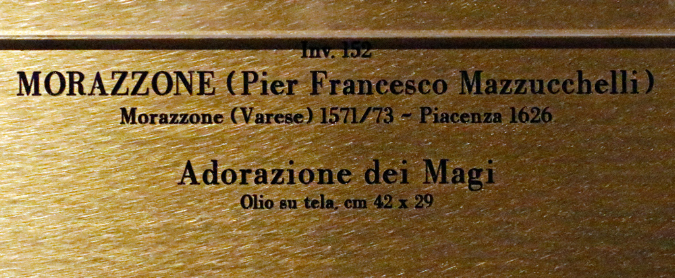 Inv. 152
MORAZZONE (Pier Francesco Mazzucchelli)
Morazzone (Varese) 1571/73 ~ Piacenza 1626
Adorazione dei Magi
Olio su tela, cm 42 x 29